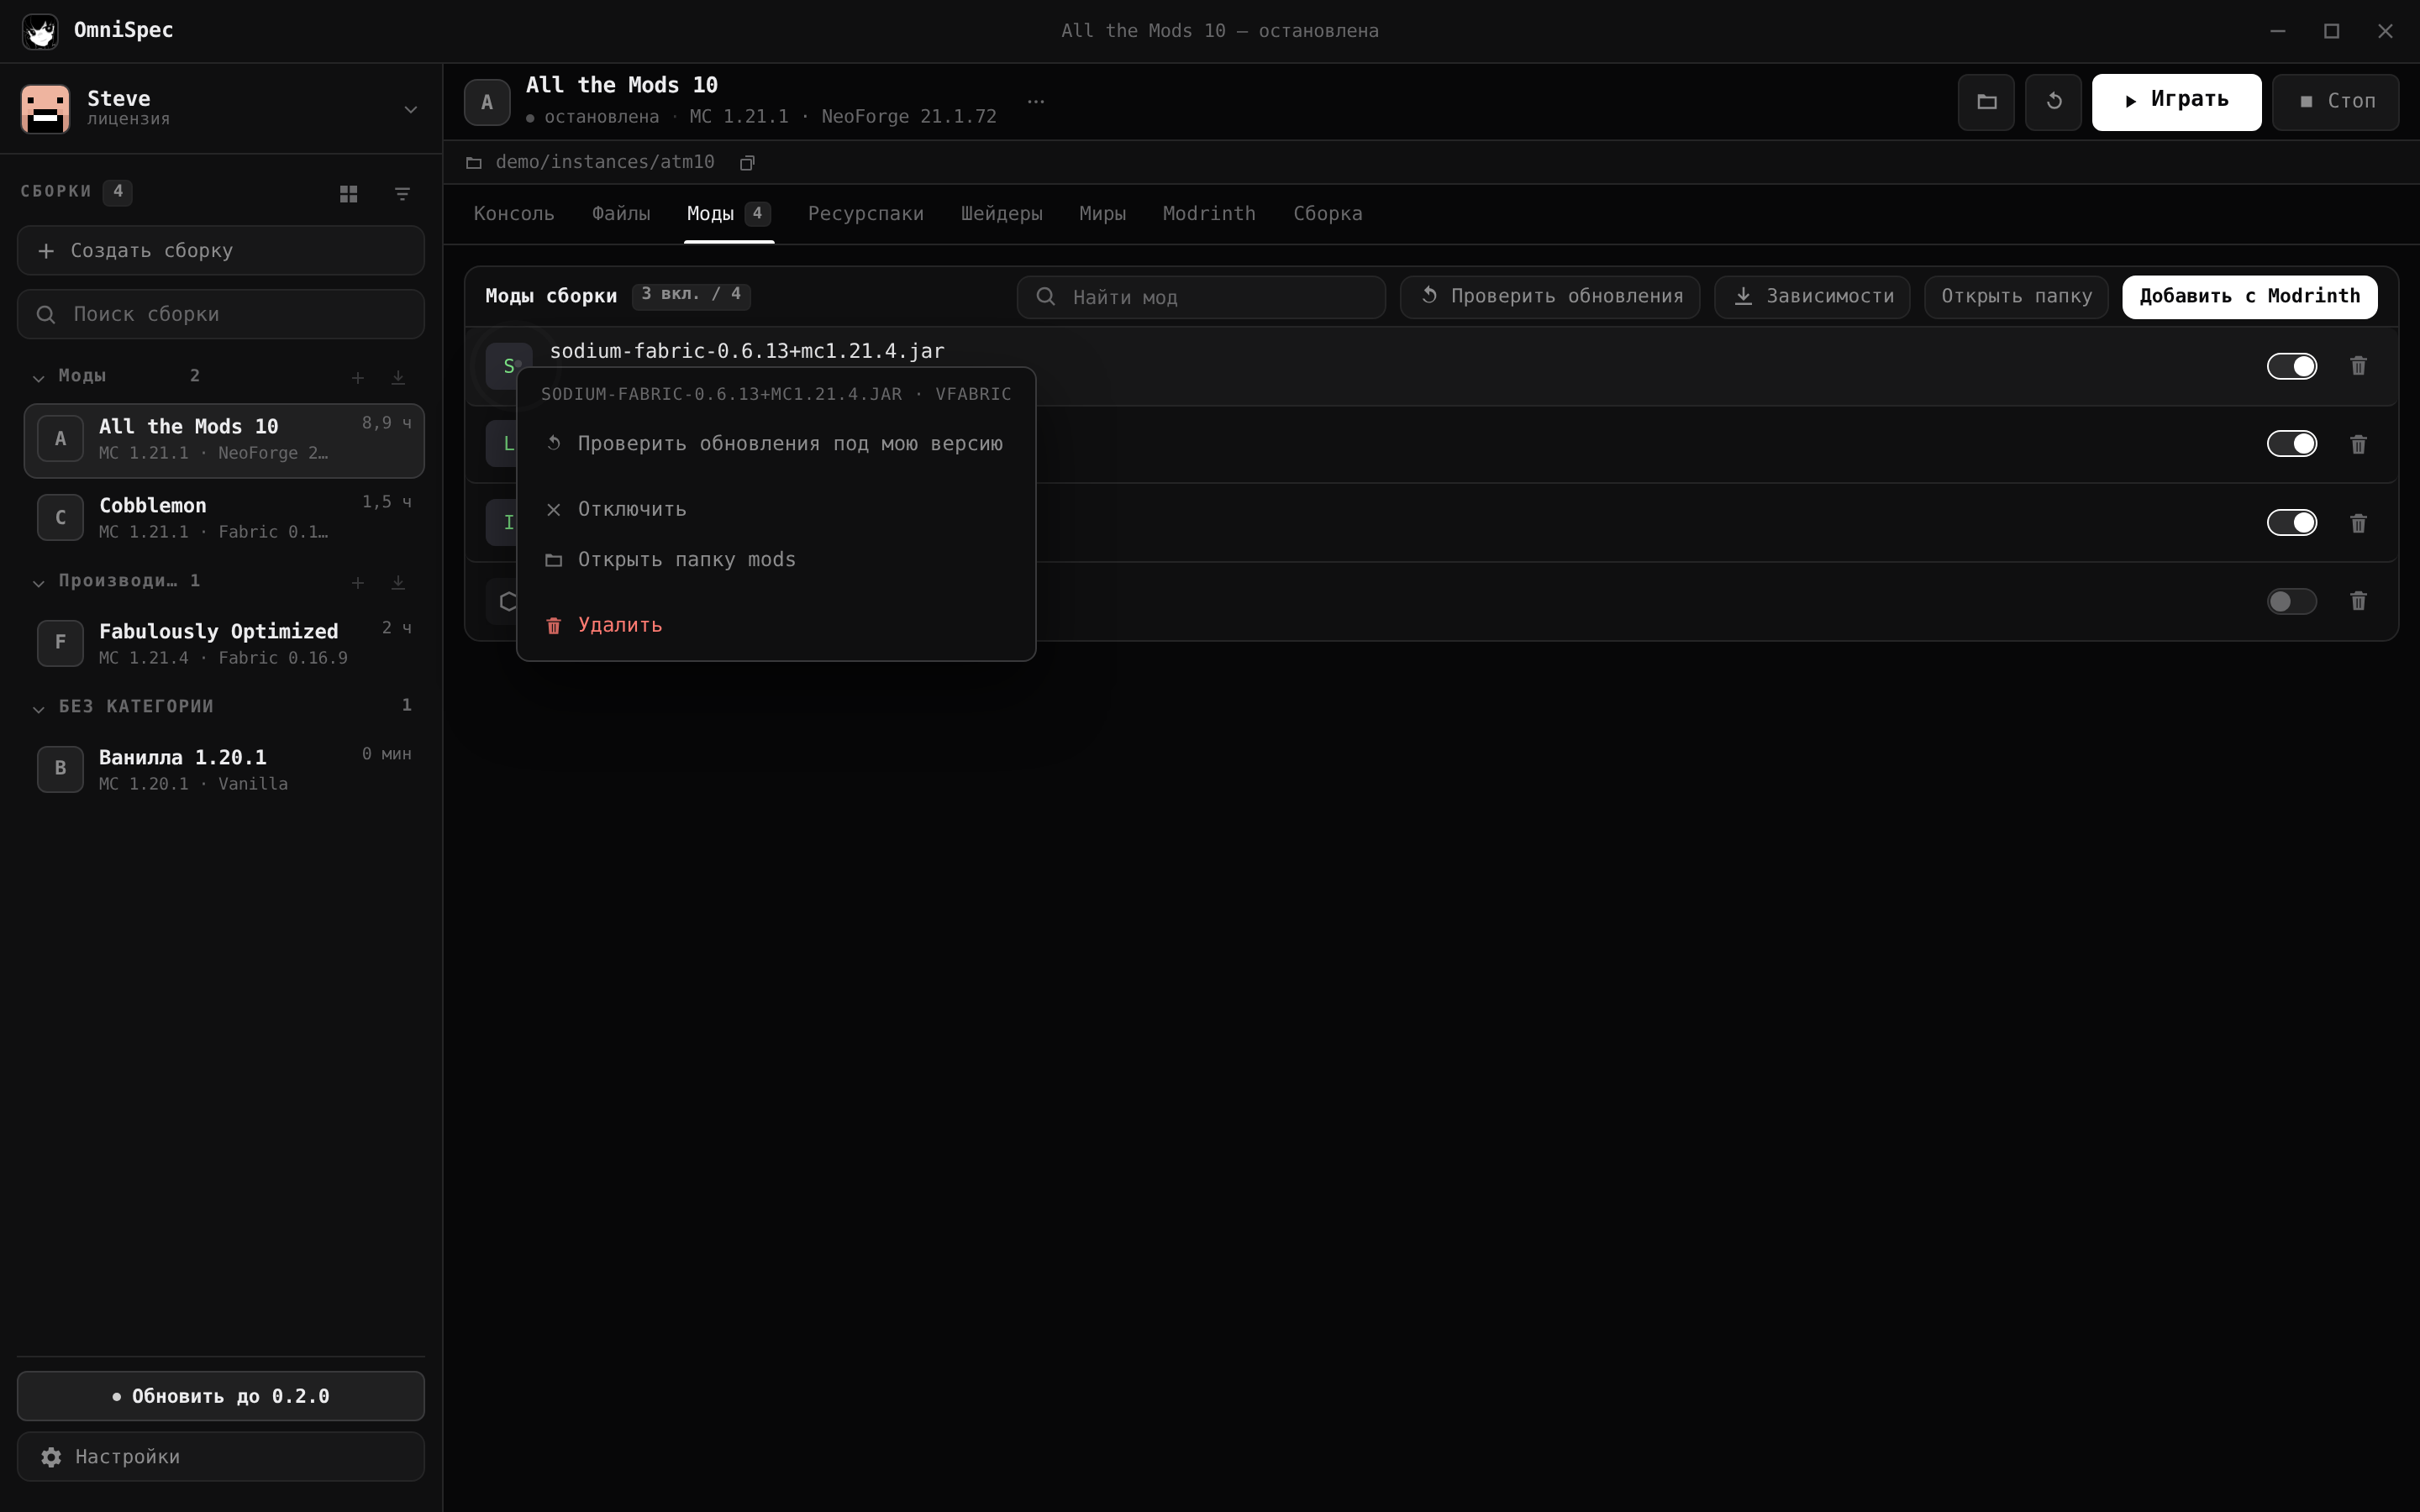 OmniSpec
All the Mods 10 — остановлена
Steve
лицензия
СБОРКИ 4
Создать сборку
Поиск сборки
Моды 2
A
All the Mods 10
8,9 ч
MC 1.21.1 · NeoForge 2…
C
Cobblemon
1,5 ч
MC 1.21.1 · Fabric 0.1…
Производи… 1
F
Fabulously Optimized
2 ч
MC 1.21.4 · Fabric 0.16.9
БЕЗ КАТЕГОРИИ 1
В
Ванилла 1.20.1
0 мин
MC 1.20.1 · Vanilla
Обновить до 0.2.0
Настройки
A
All the Mods 10
остановлена · MC 1.21.1 · NeoForge 21.1.72
Играть
Стоп
demo/instances/atm10
Консоль Файлы Моды 4 Ресурспаки Шейдеры Миры Modrinth Сборка
Моды сборки 3 вкл. / 4
Найти мод
Проверить обновления
Зависимости
Открыть папку
Добавить с Modrinth
S
sodium-fabric-0.6.13+mc1.21.4.jar
L
I
SODIUM-FABRIC-0.6.13+MC1.21.4.JAR · VFABRIC
Проверить обновления под мою версию
Отключить
Открыть папку mods
Удалить